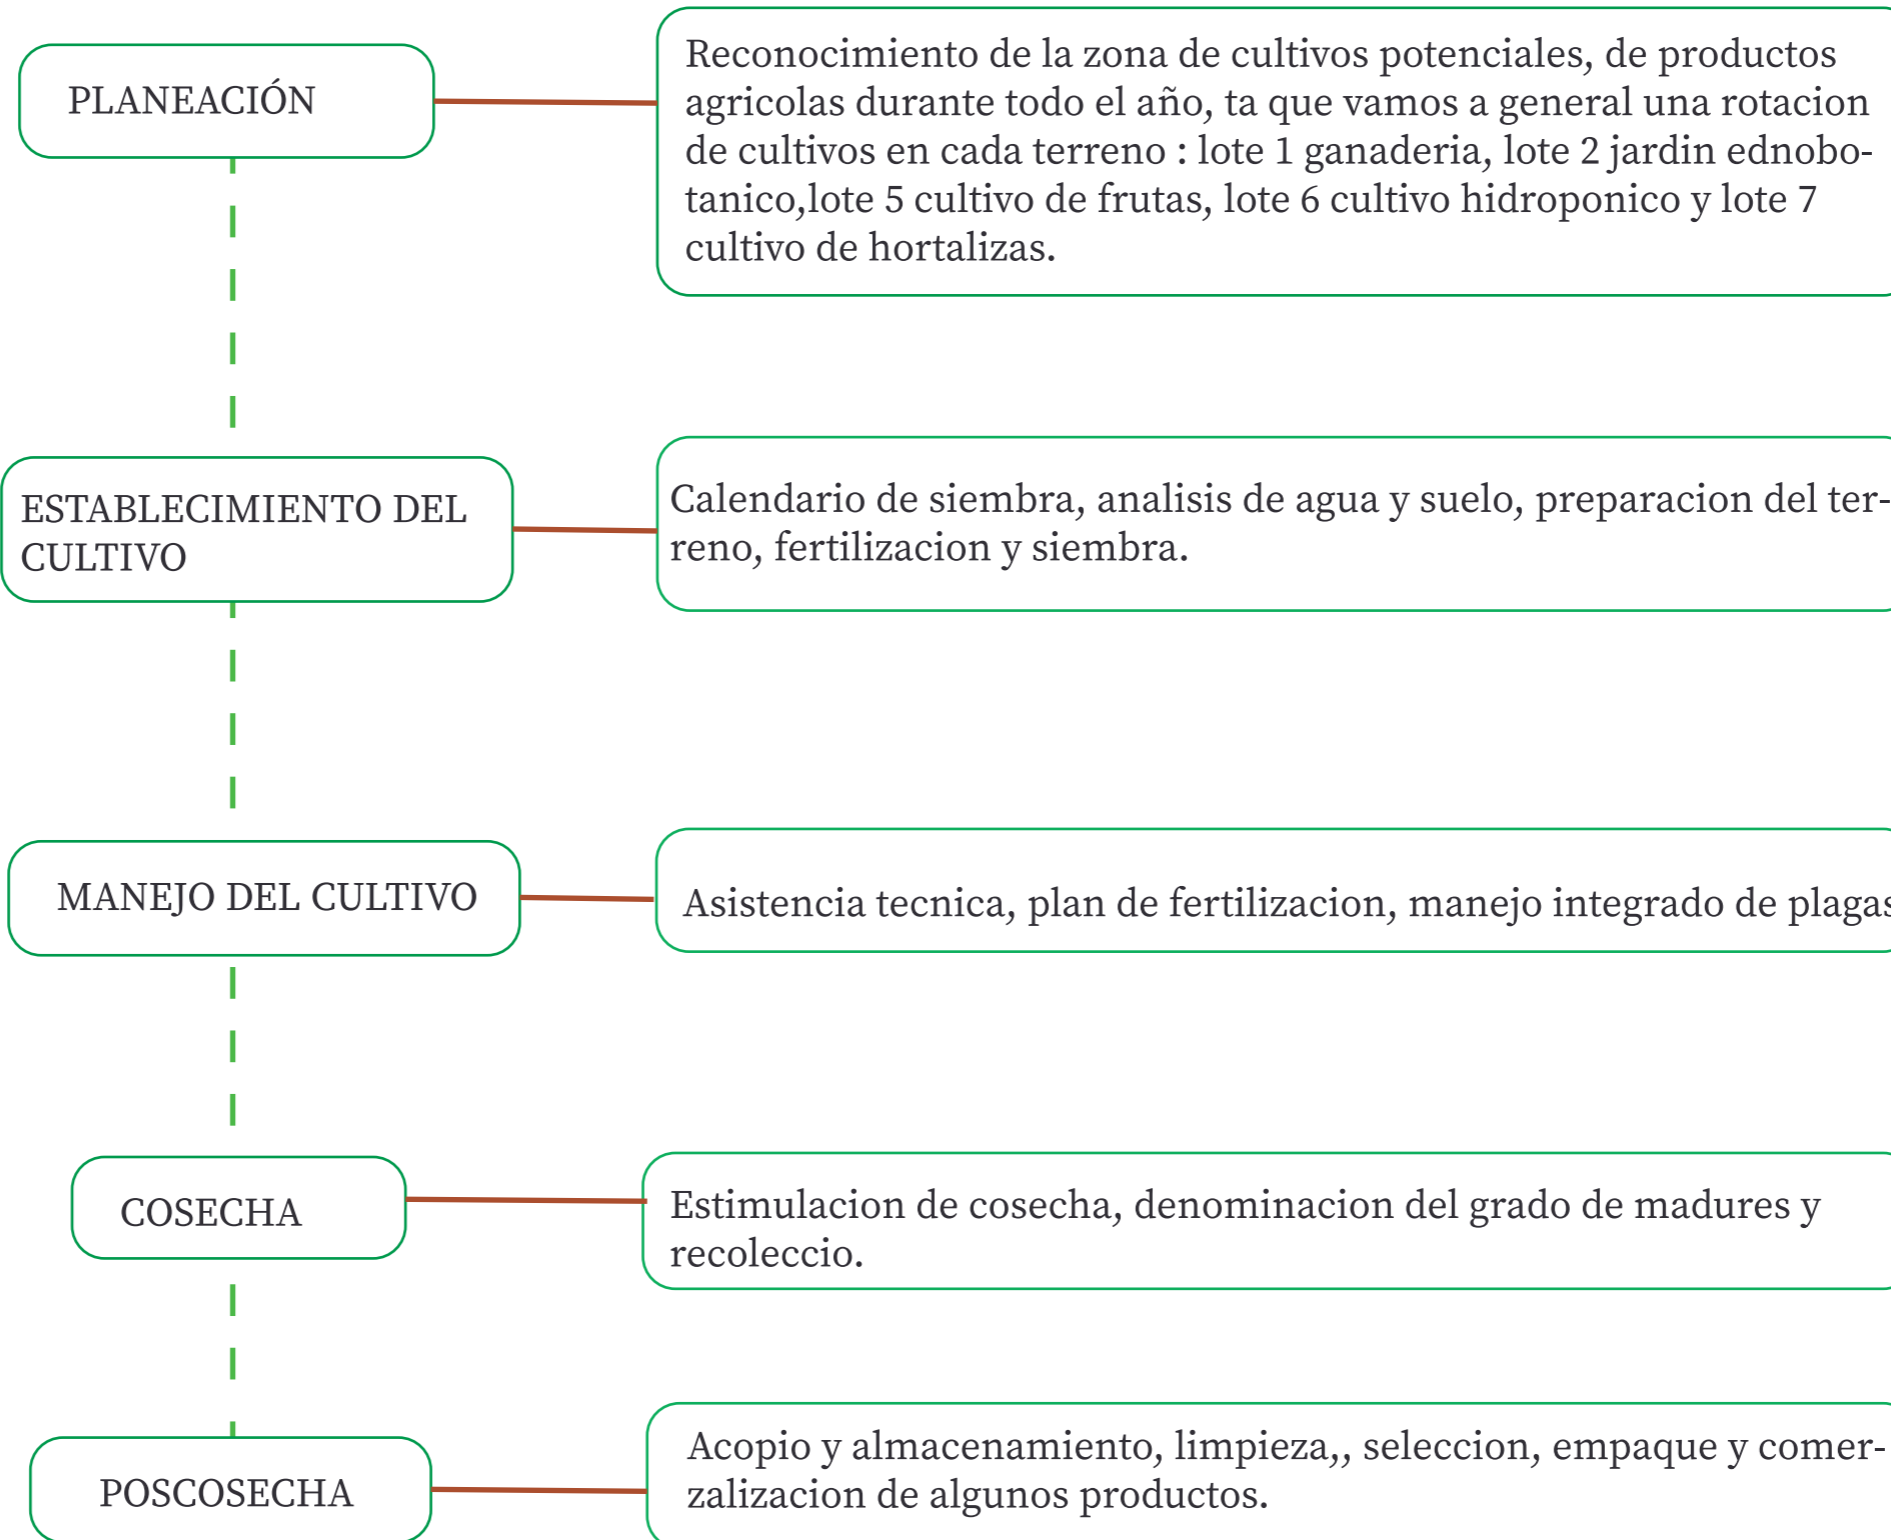 PLANEACIÓN
Reconocimiento de la zona de cultivos potenciales, de productos
agricolas durante todo el año, ta que vamos a general una rotacion
de cultivos en cada terreno : lote 1 ganaderia, lote 2 jardin ednobo-
tanico,lote 5 cultivo de frutas, lote 6 cultivo hidroponico y lote 7
cultivo de hortalizas.
ESTABLECIMIENTO DEL
CULTIVO
Calendario de siembra, analisis de agua y suelo, preparacion del ter-
reno, fertilizacion y siembra.
MANEJO DEL CULTIVO
Asistencia tecnica, plan de fertilizacion, manejo integrado de plagas
COSECHA
Estimulacion de cosecha, denominacion del grado de madures y
recoleccio.
POSCOSECHA
Acopio y almacenamiento, limpieza,, seleccion, empaque y comer-
zalizacion de algunos productos.